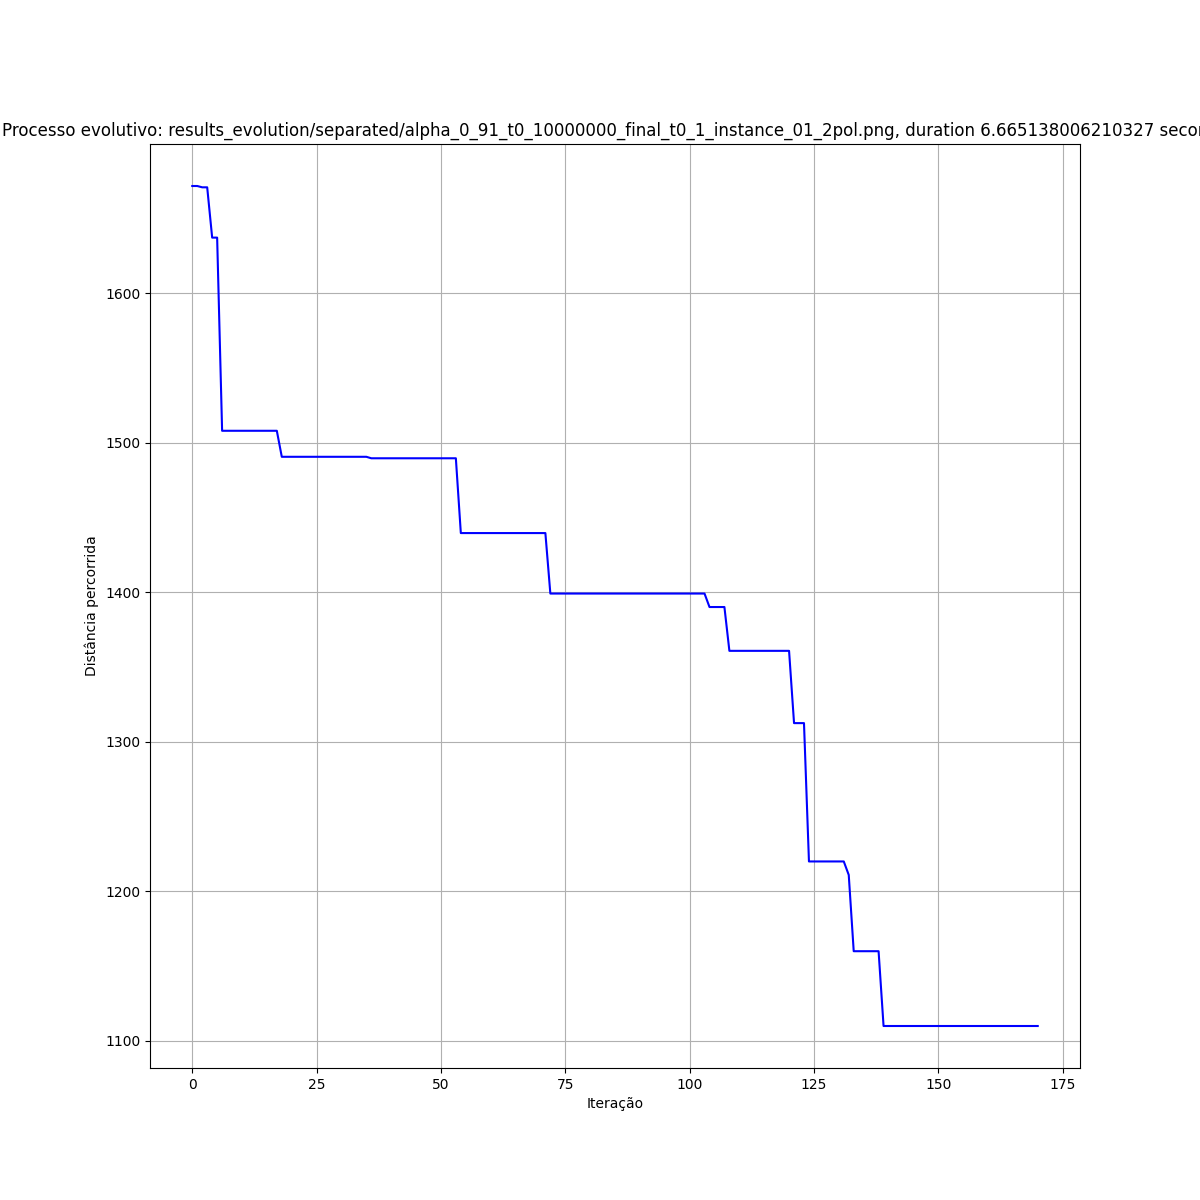 Processo evolutivo: results_evolution/separated/alpha_0_91_t0_10000000_final_t0_1_instance_01_2pol.png, duration 6.665138006210327 secon
1600
1500
1400
1300
1200
1100
Distância percorrida
0 25 50 75 100 125 150 175
Iteração